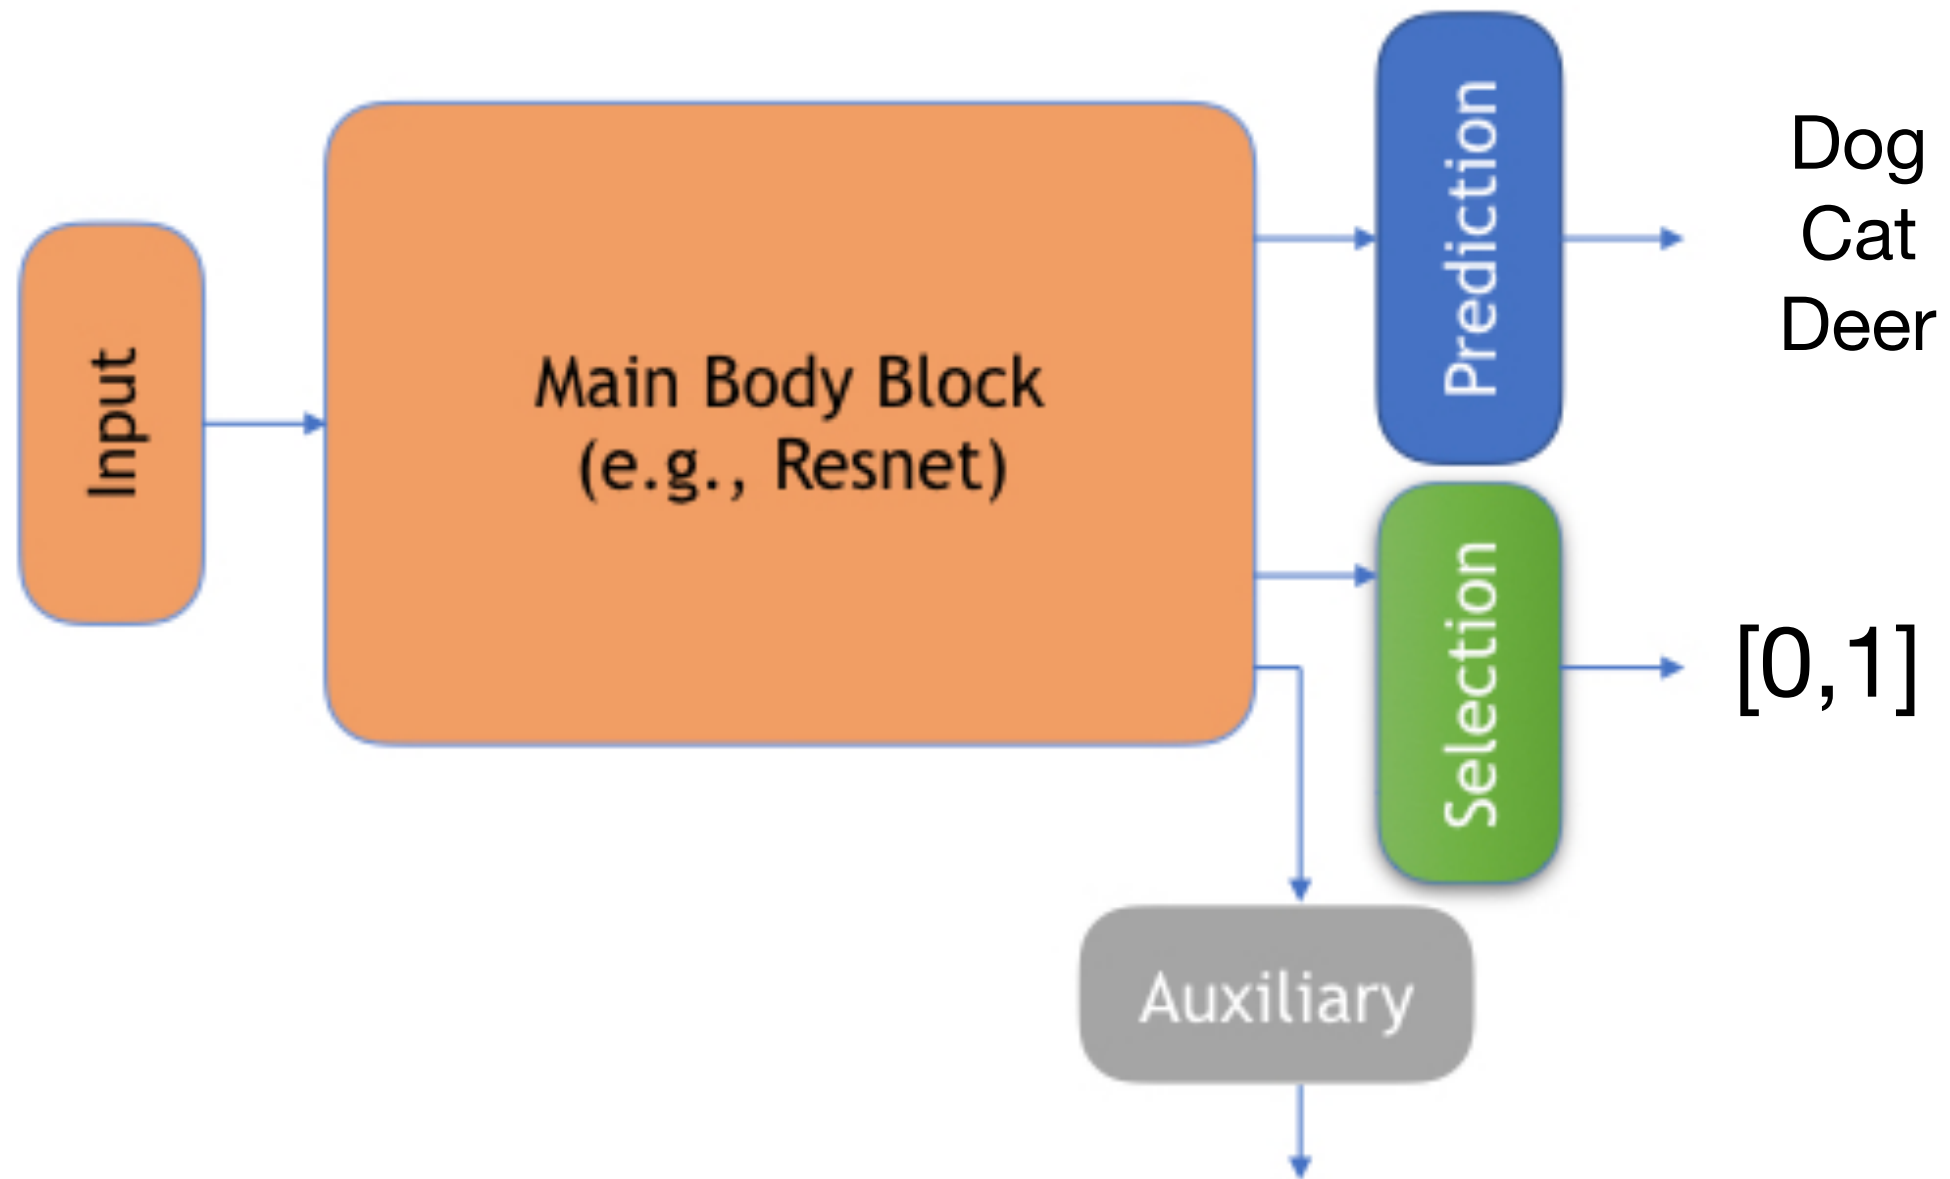 Input
Main Body Block
(e.g., Resnet)
Prediction
Dog
Cat
Deer
Selection
[0,1]
Auxiliary